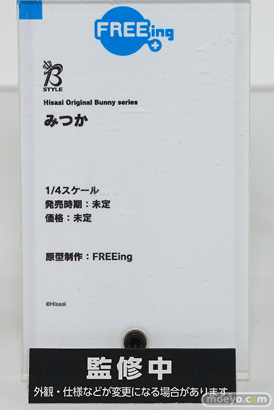 FREEing
B
STYLE
Hisasi Original Bunny series
みつか
1/4スケール
発売時期：未定
価格：未定
原型制作：FREEing
©Hisasi
監修中
外観・仕様などが変更になる場合があります。
moeyo.com